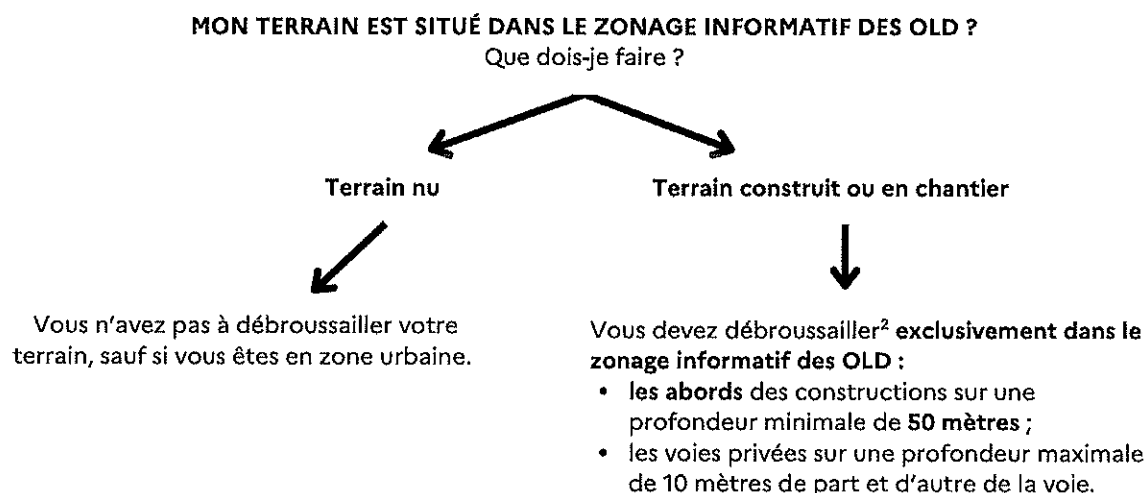 MON TERRAIN EST SITUÉ DANS LE ZONAGE INFORMATIF DES OLD ?
Que dois-je faire ?
Terrain nu
Terrain construit ou en chantier
Vous n'avez pas à débroussailler votre
terrain, sauf si vous êtes en zone urbaine.
Vous devez débroussailler² exclusivement dans le
zonage informatif des OLD :
• les abords des constructions sur une
profondeur minimale de 50 mètres ;
• les voies privées sur une profondeur maximale
de 10 mètres de part et d'autre de la voie.